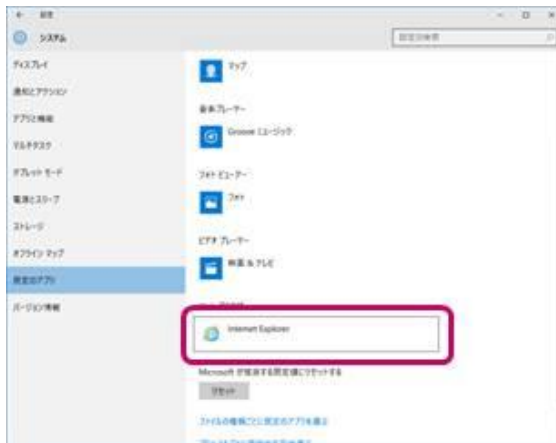 設定
システム
設定の検索
ディスプレイ
通知とアクション
アプリと機能
マルチタスク
タブレット モード
電源とスリープ
ストレージ
オフライン マップ
既定のアプリ
バージョン情報
マップ
音楽プレーヤー
Groove ミュージック
フォト ビューアー
フォト
ビデオ プレーヤー
映画 & テレビ
Internet Explorer
Microsoft が推奨する既定値にリセットする
リセット
ファイルの種類ごとに既定のアプリを選ぶ